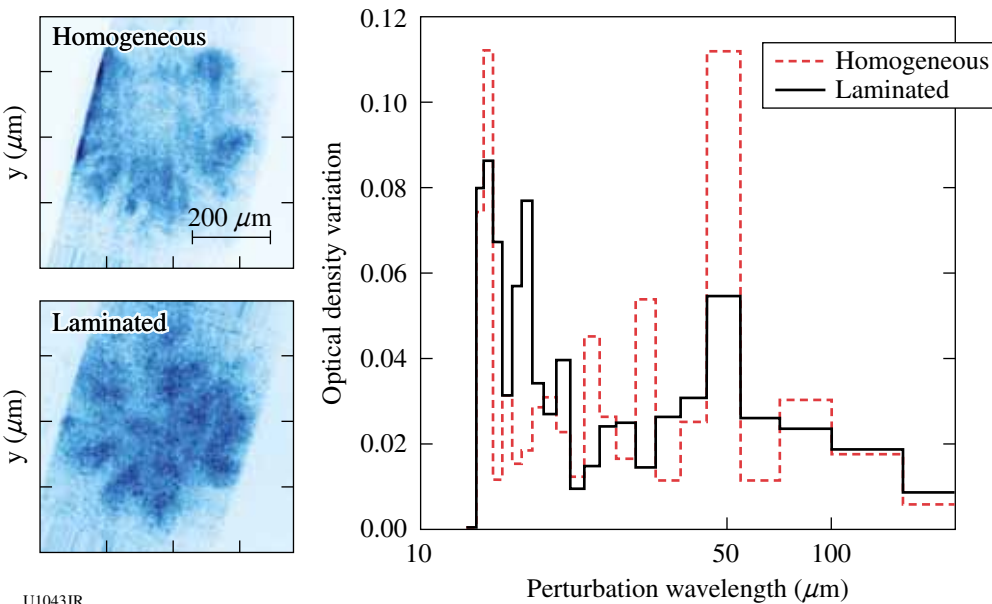 Homogeneous
y (μm)
200 μm
Laminated
y (μm)
U1043JR
Optical density variation
0.12
0.10
0.08
0.06
0.04
0.02
0.00
10
50
100
Perturbation wavelength (μm)
Homogeneous
Laminated